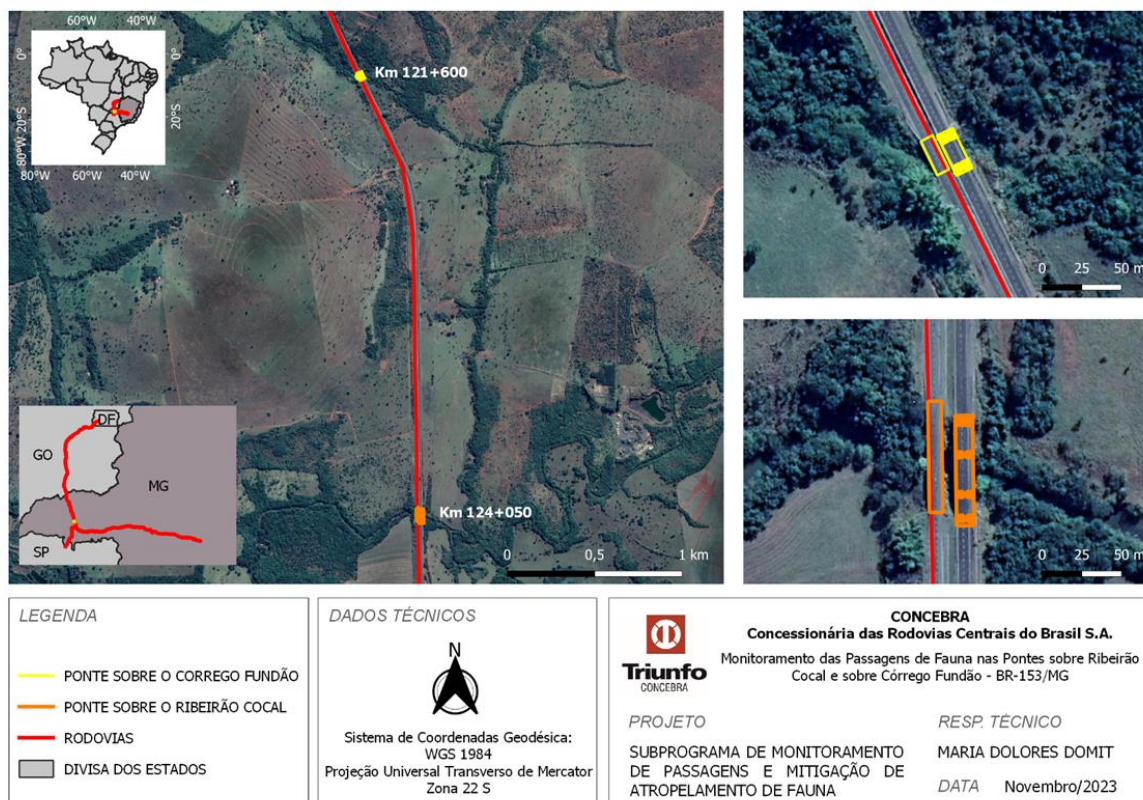 60°W 40°W
0°
20°S
80°W
0°
20°S
80°W 60°W 40°W
Km 121+600
Km 124+050
DF
GO
MG
SP
0 0,5 1 km
0 25 50 m
0 25 50 m
LEGENDA
PONTE SOBRE O CORREGO FUNDÃO
PONTE SOBRE O RIBEIRÃO COCAL
RODOVIAS
DIVISA DOS ESTADOS
DADOS TÉCNICOS
N
Sistema de Coordenadas Geodésica:
WGS 1984
Projeção Universal Transverso de Mercator
Zona 22 S
Triunfo
CONCEBRA
CONCEBRA
Concessionária das Rodovias Centrais do Brasil S.A.
Monitoramento das Passagens de Fauna nas Pontes sobre Ribeirão
Cocal e sobre Córrego Fundão - BR-153/MG
PROJETO
SUBPROGRAMA DE MONITORAMENTO
DE PASSAGENS E MITIGAÇÃO DE
ATROPELAMENTO DE FAUNA
RESP. TÉCNICO
MARIA DOLORES DOMIT
DATA Novembro/2023